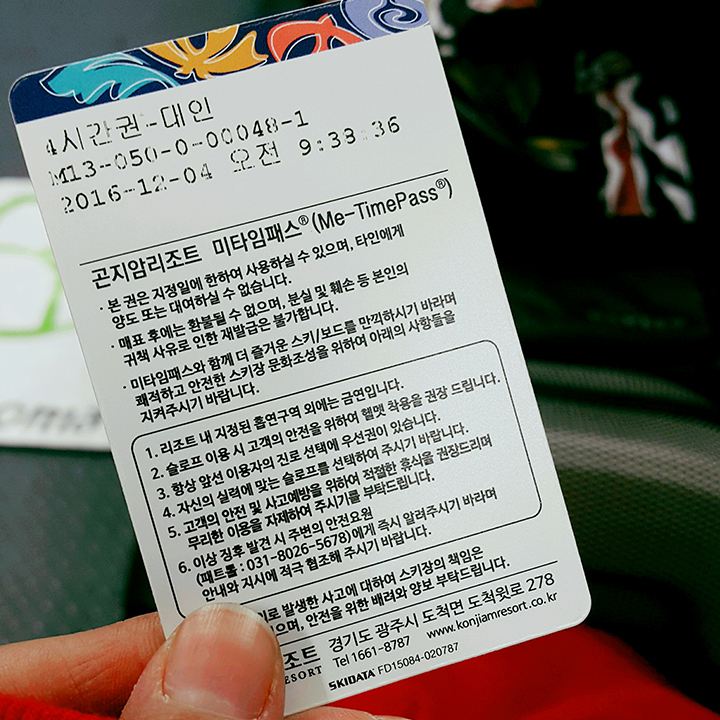 4시간권-대인
M13-050-0-00048-1
2016-12-04 오전 9:33:36
곤지암리조트 미타임패스® (Me-TimePass®)
· 본 권은 지정일에 한하여 사용하실 수 있으며, 타인에게
양도 또는 대여하실 수 없습니다.
· 매표 후에는 환불될 수 없으며, 분실 및 훼손 등 본인의
귀책 사유로 인한 재발급은 불가합니다.
· 미타임패스와 함께 더 즐거운 스키/보드를 만끽하시기 바라며
쾌적하고 안전한 스키장 문화조성을 위하여 아래의 사항들을
지켜주시기 바랍니다.
1. 리조트 내 지정된 흡연구역 외에는 금연입니다.
2. 슬로프 이용 시 고객의 안전을 위하여 헬멧 착용을 권장 드립니다.
3. 항상 앞선 이용자의 진로 선택에 우선권이 있습니다.
4. 자신의 실력에 맞는 슬로프를 선택하여 주시기 바랍니다.
5. 고객의 안전 및 사고예방을 위하여 적절한 휴식을 권장드리며
무리한 이용을 자제하여 주시기를 부탁드립니다.
6. 이상 징후 발견 시 주변의 안전요원
(패트롤 : 031-8026-5678)에게 즉시 알려주시기 바라며
안내와 지시에 적극 협조해 주시기 바랍니다.
로 발생한 사고에 대하여 스키장의 책임은
으며, 안전을 위한 배려와 양보 부탁드립니다.
조트 경기도 광주시 도척면 도척윗로 278
ESORT Tel 1661-8787 www.konjiamresort.co.kr
SKIDATA FD15084-020787
oma